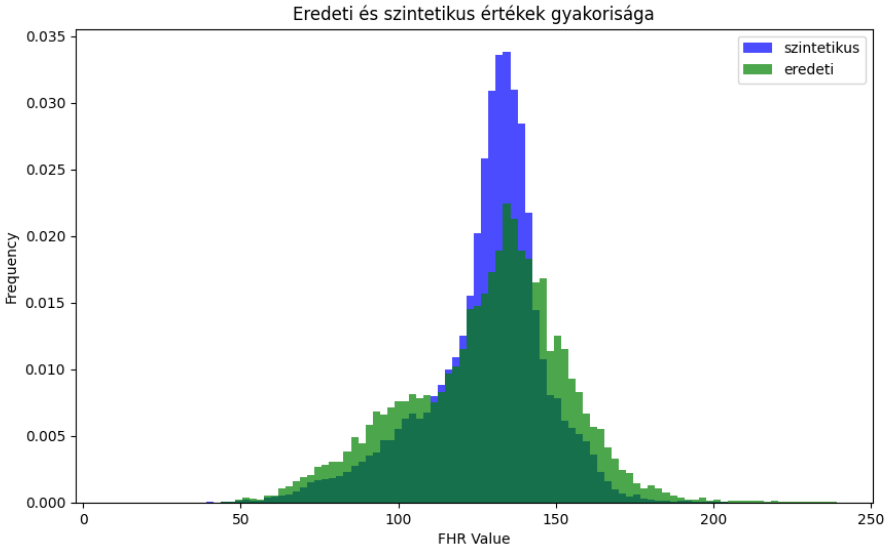 Eredeti és szintetikus értékek gyakorisága
szintetikus
eredeti
Frequency
0.035
0.030
0.025
0.020
0.015
0.010
0.005
0.000
0
50
100
150
200
250
FHR Value